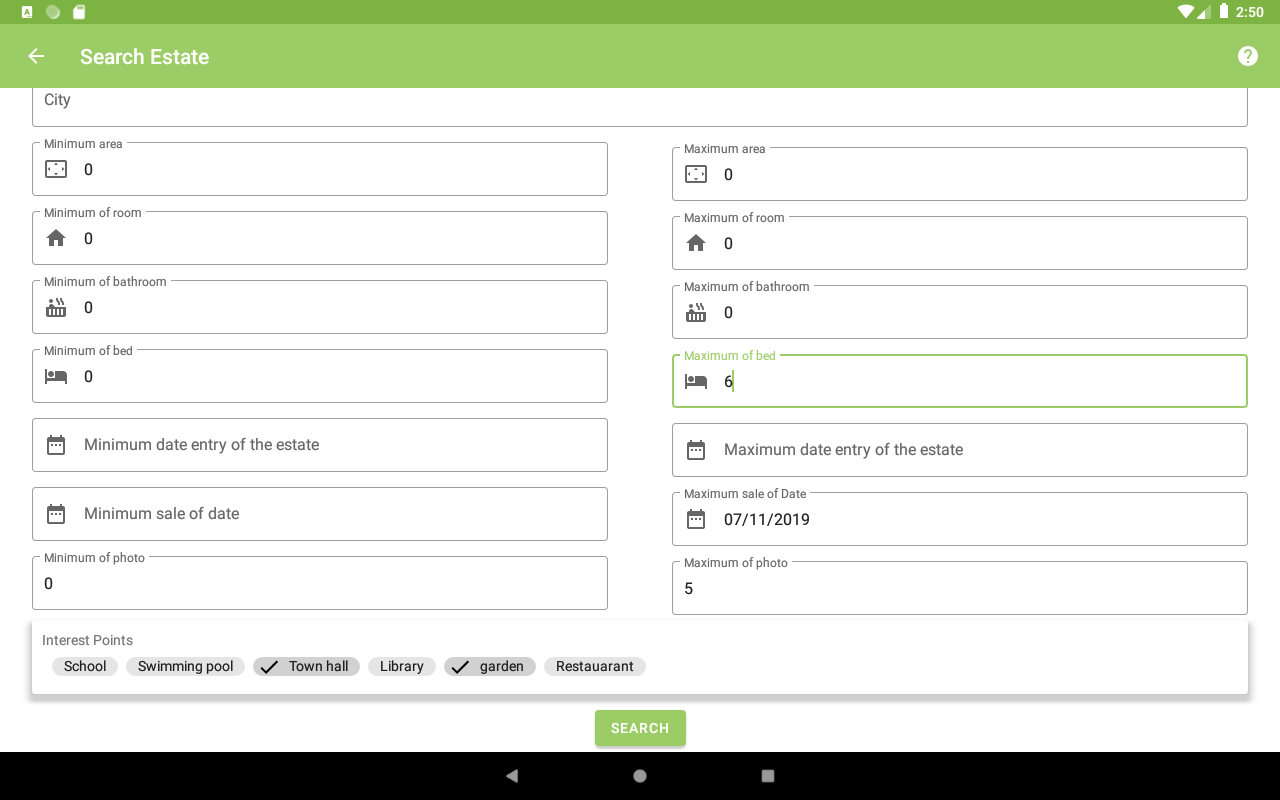 2:50
Search Estate
City
Minimum area
0
Maximum area
0
Minimum of room
0
Maximum of room
0
Minimum of bathroom
0
Maximum of bathroom
0
Minimum of bed
0
Maximum of bed
6
Minimum date entry of the estate
Maximum date entry of the estate
Minimum sale of date
Maximum sale of Date
07/11/2019
Minimum of photo
0
Maximum of photo
5
Interest Points
School Swimming pool Town hall Library garden Restauarant
SEARCH